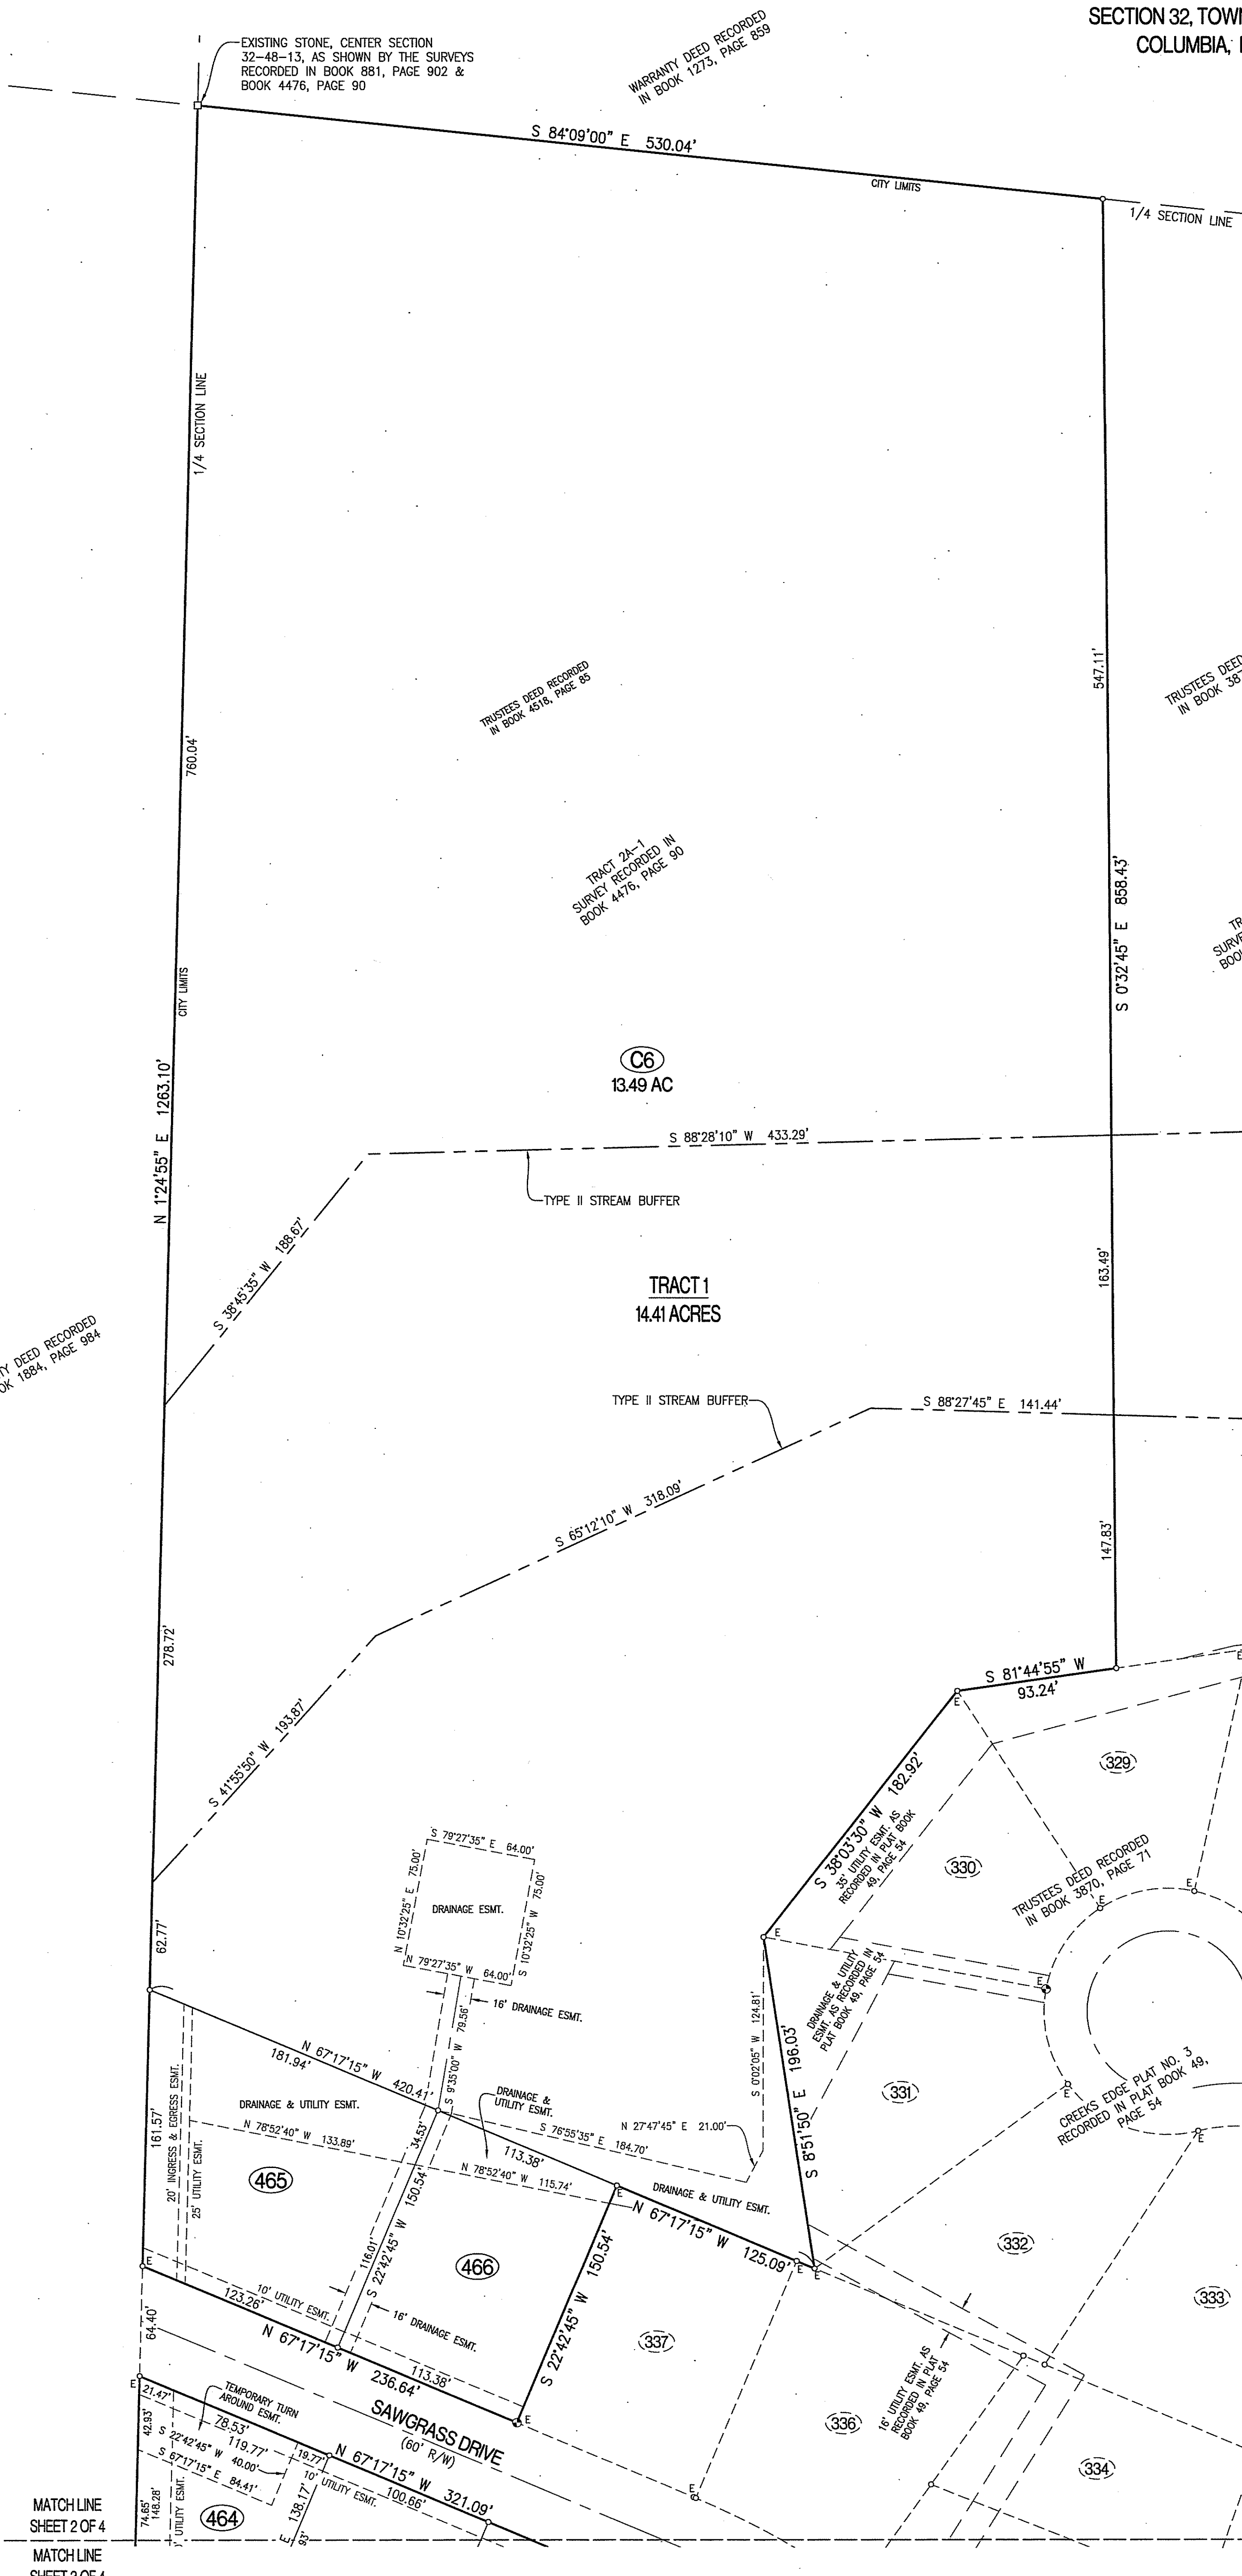 SECTION 32,
COLUMBIA,
EXISTING STONE, CENTER SECTION
32-48-13, AS SHOWN BY THE SURVEYS
RECORDED IN BOOK 881, PAGE 902 &
BOOK 4476, PAGE 90
WARRANTY DEED RECORDED
IN BOOK 1273, PAGE 859
S 84°09'00" E 530.04'
CITY LIMITS
1/4 SECTION LINE
1/4 SECTION LINE
547.11'
TRUSTEES DEED
IN BOOK
TRUSTEES DEED RECORDED
IN BOOK 4518, PAGE 85
760.04'
TRACT 2A-1
SURVEY RECORDED IN
BOOK 4476, PAGE 90
S 0°32'45" E 858.43'
CITY LIMITS
N 1°24'55" E 1263.10'
C6
13.49 AC
S 88°28'10" W 433.29'
TYPE II STREAM BUFFER
S 38°45'35" W 188.67'
163.49'
TRACT 1
14.41 ACRES
DEED RECORDED
1884, PAGE 984
TYPE II STREAM BUFFER
S 88°27'45" E 141.44'
S 65°12'10" W 318.09'
147.83'
278.72'
S 81°44'55" W
93.24'
E
E
S 41°55'50" W 193.87'
329
S 38°03'30" W 182.92'
35' UTILITY ESMT. AS
RECORDED IN PLAT BOOK
49, PAGE 54
330
TRUSTEES DEED RECORDED
IN BOOK 3870, PAGE 71
S 79°27'35" E 64.00'
N 10°32'25" E 75.00'
DRAINAGE ESMT.
S 10°32'25" W 75.00'
N 79°27'35" W 64.00'
62.77'
E
E
E
E
16' DRAINAGE ESMT.
S 9°35'00" W 79.56'
DRAINAGE & UTILITY
ESMT. AS RECORDED IN
PLAT BOOK 49, PAGE 54
S 0°02'05" W 124.81'
S 8°51'50" E 196.03'
N 67°17'15" W 420.41'
181.94'
331
E
CREEKS EDGE PLAT NO. 3
RECORDED IN PLAT BOOK 49,
PAGE 54
E
DRAINAGE & UTILITY ESMT.
DRAINAGE &
UTILITY ESMT.
N 78°52'40" W 133.89'
34.53'
113.38'
S 76°55'35" E 184.70'
N 27°47'45" E 21.00'
N 78°52'40" W 115.74'
161.57'
20' INGRESS & EGRESS ESMT.
25' UTILITY ESMT.
465
DRAINAGE & UTILITY ESMT.
E
N 67°17'15" W 125.09'
S 22°42'45" W 150.54'
116.01'
466
S 22°42'45" W 150.54'
332
333
E
E
10' UTILITY ESMT.
123.26'
64.40'
N 67°17'15" W 236.64'
16' DRAINAGE ESMT.
113.38'
337
E
16' UTILITY ESMT. AS
RECORDED IN PLAT
BOOK 49, PAGE 54
SAWGRASS DRIVE
(60' R/W)
336
334
E
21.47'
TEMPORARY TURN
AROUND ESMT.
42.93'
78.53'
119.77'
S 22°42'45" W 40.00'
S 67°17'15" E 84.41'
19.77'
N 67°17'15" W 321.09'
10' UTILITY ESMT.
100.66'
E 138.17'
93'
74.65'
148.28'
UTILITY ESMT.
464
MATCH LINE
SHEET 2 OF 4
MATCH LINE